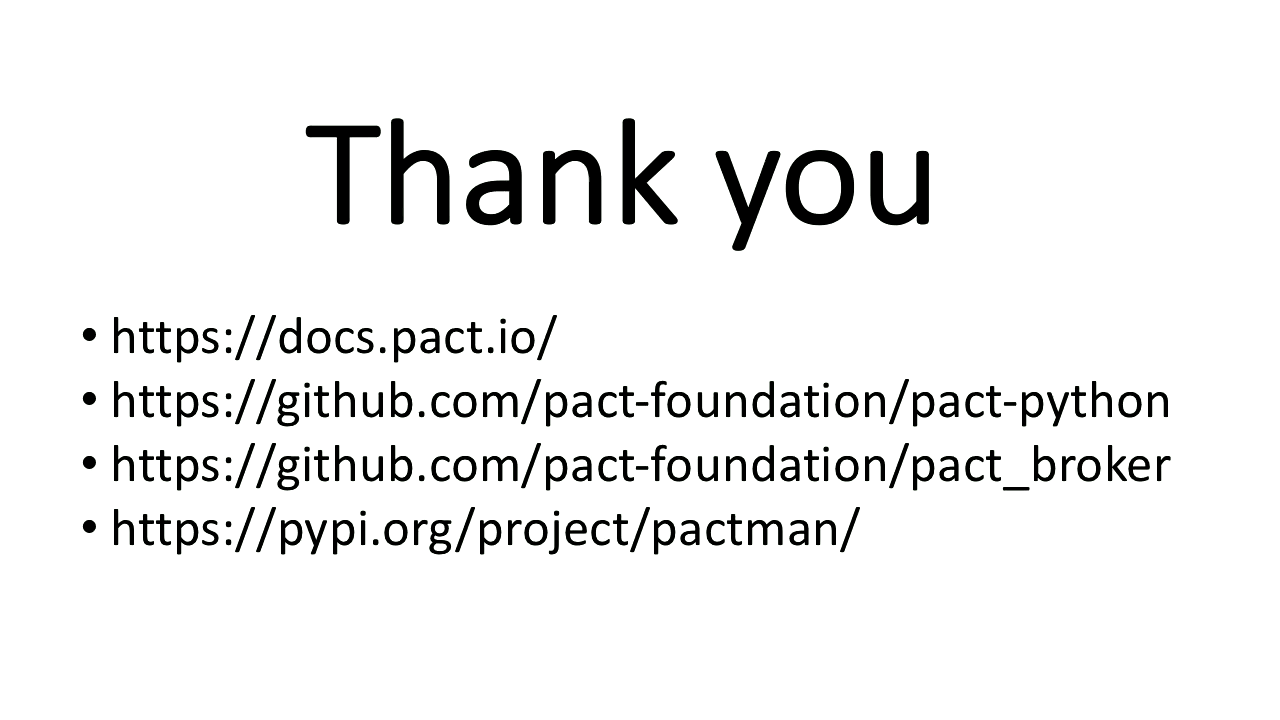 Thank you
• https://docs.pact.io/
• https://github.com/pact-foundation/pact-python
• https://github.com/pact-foundation/pact_broker
• https://pypi.org/project/pactman/